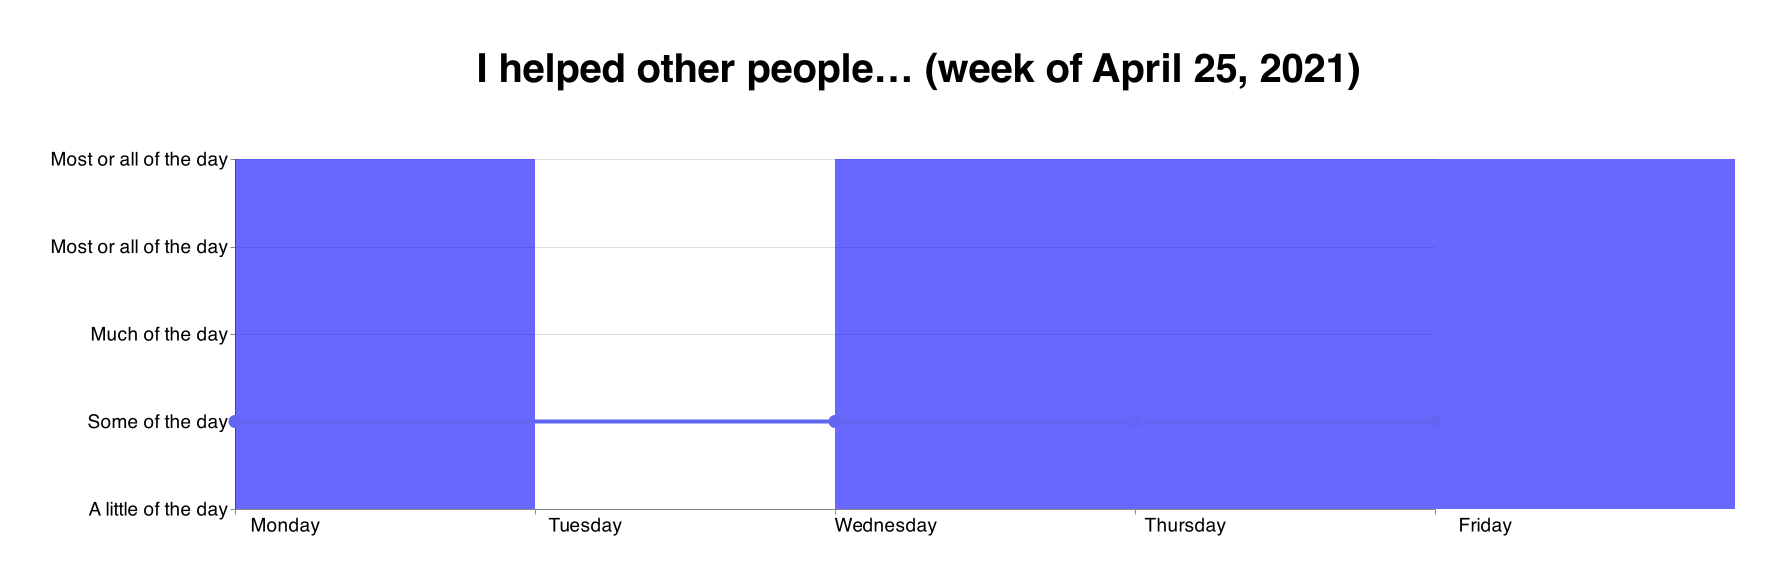 I helped other people… (week of April 25, 2021)
Most or all of the day
Most or all of the day
Much of the day
Some of the day
A little of the day
Monday Tuesday Wednesday Thursday Friday